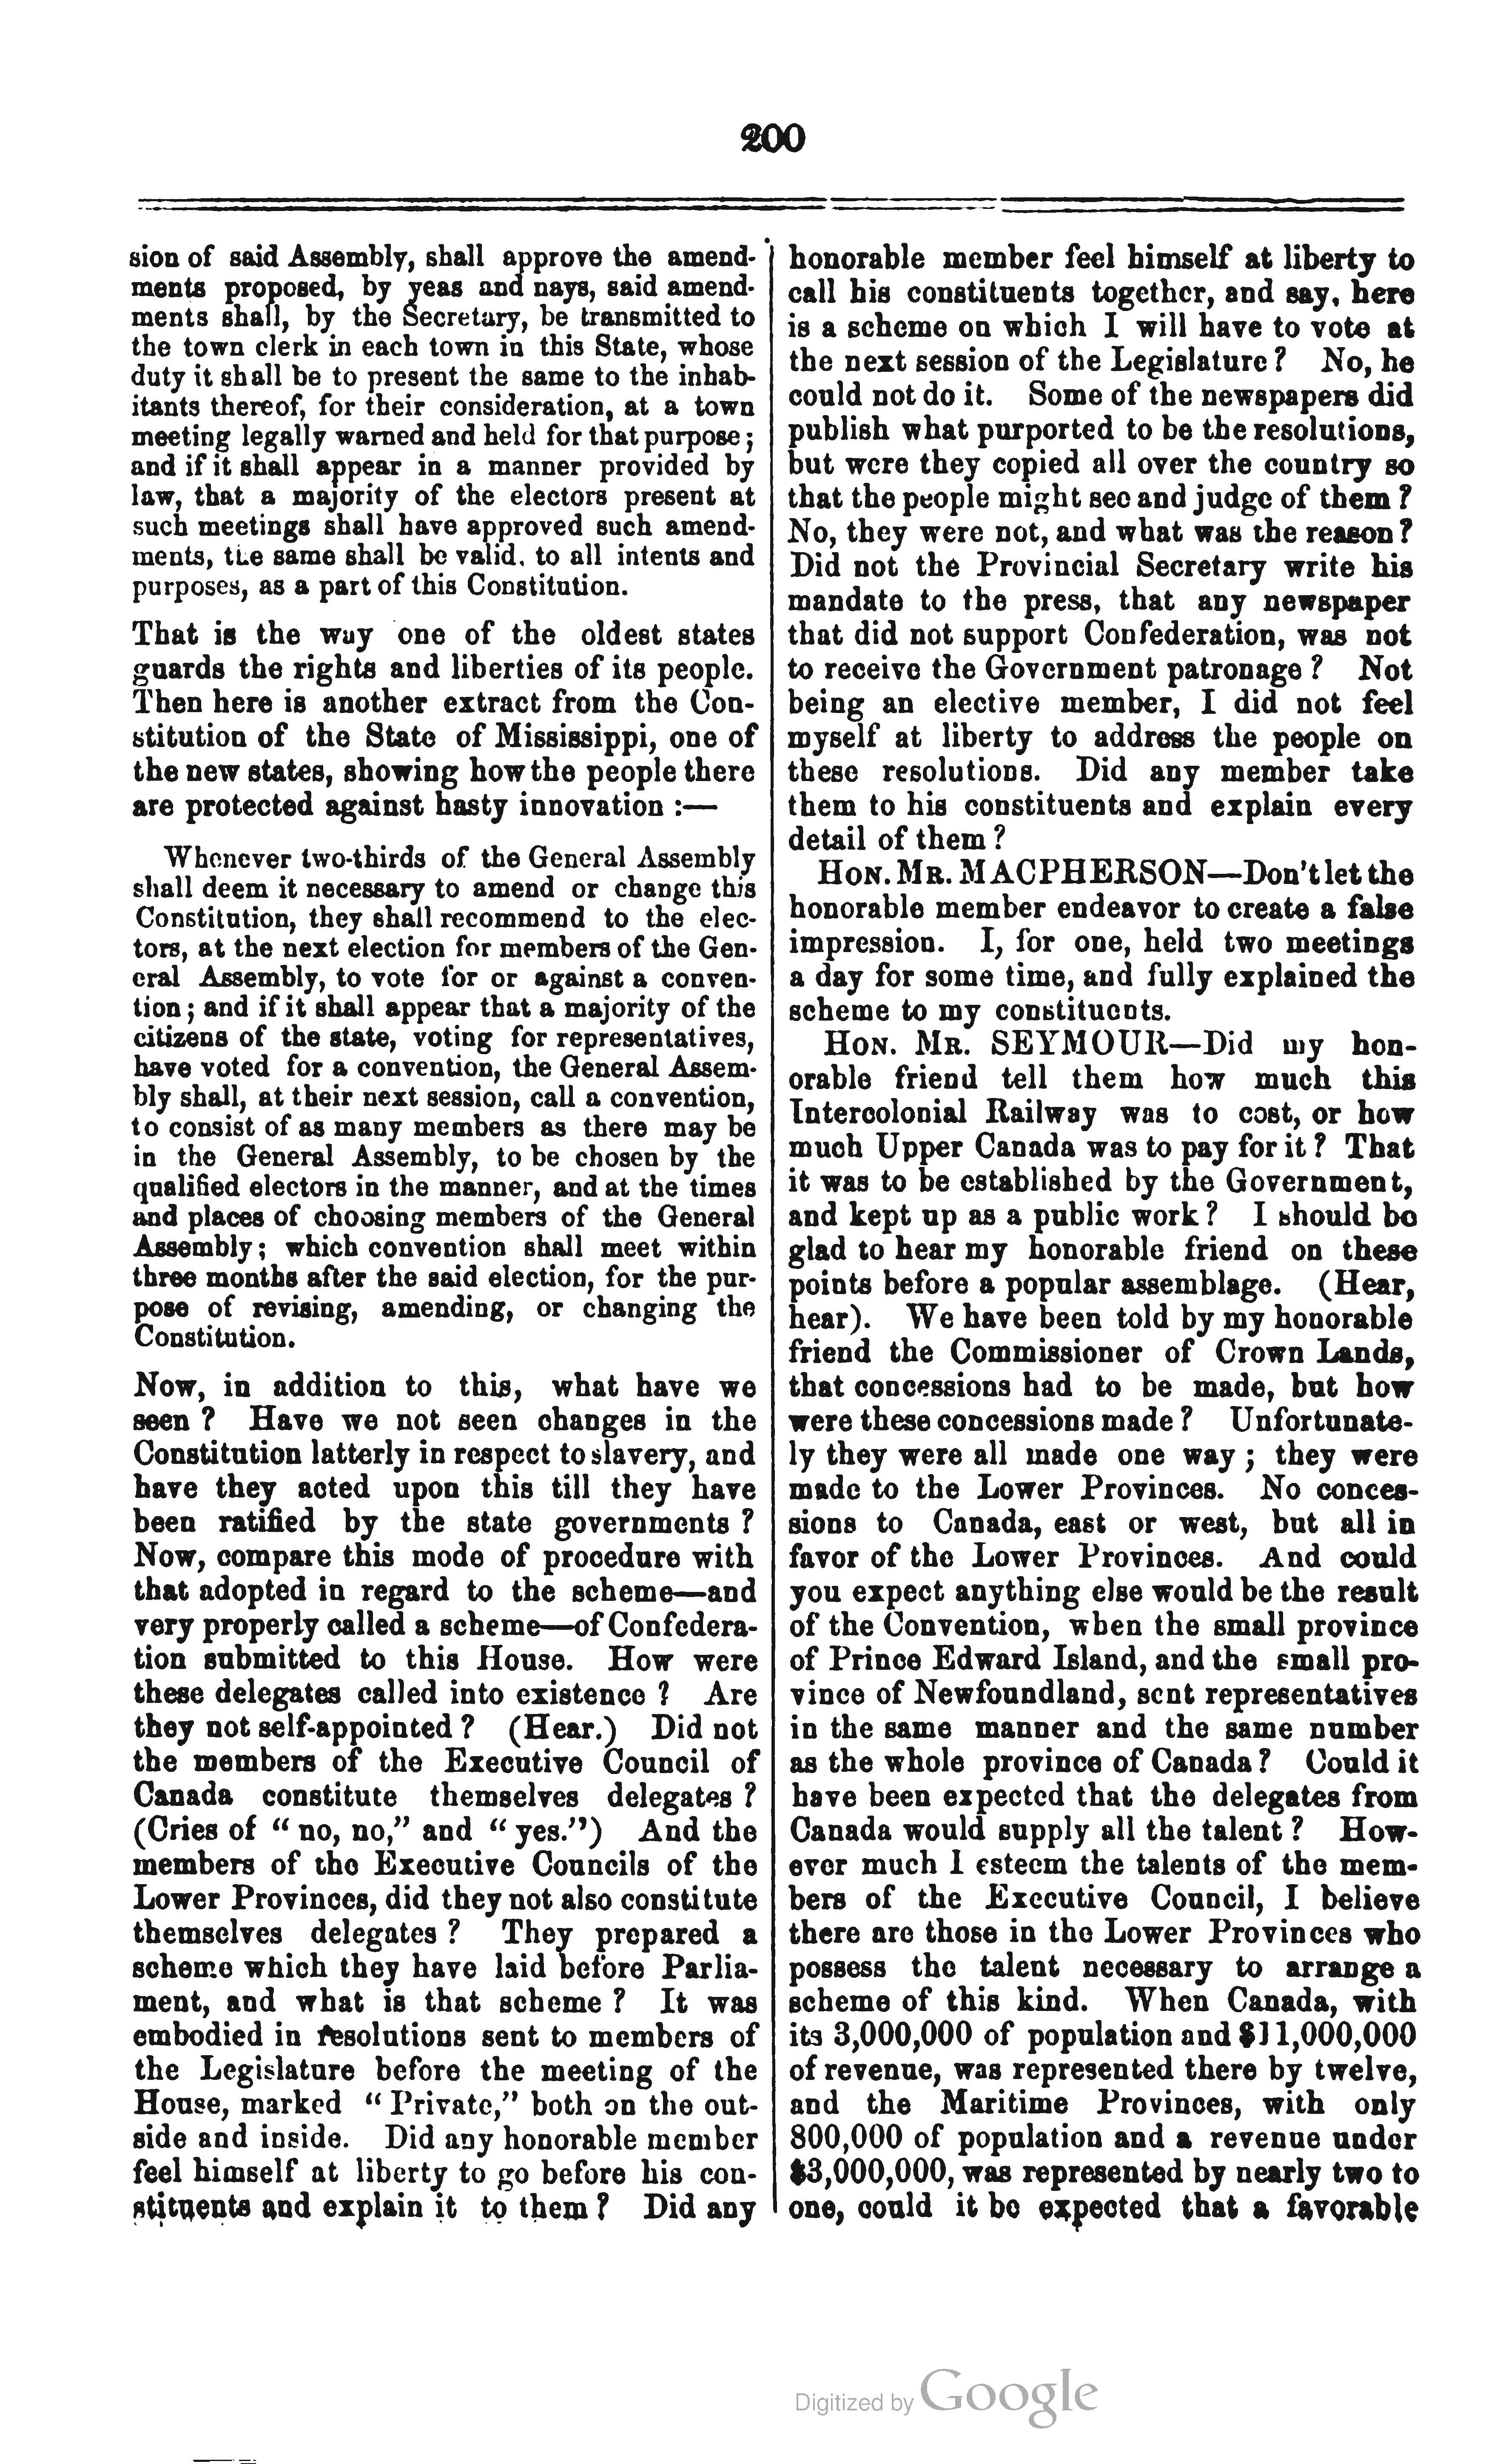 200
sion of said Assembly, shall approve the amend-
ments proposed, by yeas and nays, said amend-
ments shall, by the Secretary, be transmitted to
the town clerk in each town in this State, whose
duty it shall be to present the same to the inhab-
itants thereof, for their consideration, at a town
meeting legally warned and held for that purpose;
and if it shall appear in a manner provided by
law, that a majority of the electors present at
such meetings shall have approved such amend-
ments, the same shall be valid, to all intents and
purposes, as a part of this Constitution.
That is the way one of the oldest states
guards the rights and liberties of its people.
Then here is another extract from the Con-
stitution of the State of Mississippi, one of
the new states, showing how the people there
are protected against hasty innovation :—
Whenever two-thirds of the General Assembly
shall deem it necessary to amend or change this
Constitution, they shall recommend to the elec-
tors, at the next election for members of the Gen-
eral Assembly, to vote for or against a conven-
tion; and if it shall appear that a majority of the
citizens of the state, voting for representatives,
have voted for a convention, the General Assem-
bly shall, at their next session, call a convention,
to consist of as many members as there may be
in the General Assembly, to be chosen by the
qualified electors in the manner, and at the times
and places of choosing members of the General
Assembly; which convention shall meet within
three months after the said election, for the pur-
pose of revising, amending, or changing the
Constitution.
Now, in addition to this, what have we
seen ? Have we not seen changes in the
Constitution latterly in respect to slavery, and
have they acted upon this till they have
been ratified by the state governments ?
Now, compare this mode of procedure with
that adopted in regard to the scheme—and
very properly called a scheme—of Confedera-
tion submitted to this House. How were
these delegates called into existence ? Are
they not self-appointed ? (Hear.) Did not
the members of the Executive Council of
Canada constitute themselves delegates ?
(Cries of “ no, no,” and “ yes.”) And the
members of the Executive Councils of the
Lower Provinces, did they not also constitute
themselves delegates ? They prepared a
scheme which they have laid before Parlia-
ment, and what is that scheme ? It was
embodied in resolutions sent to members of
the Legislature before the meeting of the
House, marked “ Private,” both on the out-
side and inside. Did any honorable member
feel himself at liberty to go before his con-
stituents and explain it to them ? Did any
honorable member feel himself at liberty to
call his constituents together, and say, here
is a scheme on which I will have to vote at
the next session of the Legislature ? No, he
could not do it. Some of the newspapers did
publish what purported to be the resolutions,
but were they copied all over the country so
that the people might see and judge of them ?
No, they were not, and what was the reason ?
Did not the Provincial Secretary write his
mandate to the press, that any newspaper
that did not support Confederation, was not
to receive the Government patronage ? Not
being an elective member, I did not feel
myself at liberty to address the people on
these resolutions. Did any member take
them to his constituents and explain every
detail of them ?
HON. MR. MACPHERSON—Don't let the
honorable member endeavor to create a false
impression. I, for one, held two meetings
a day for some time, and fully explained the
scheme to my constituents.
HON. MR. SEYMOUR—Did my hon-
orable friend tell them how much this
Intercolonial Railway was to cost, or how
much Upper Canada was to pay for it ? That
it was to be established by the Government,
and kept up as a public work ? I should be
glad to hear my honorable friend on these
points before a popular assemblage. (Hear,
hear). We have been told by my honorable
friend the Commissioner of Crown Lands,
that concessions had to be made, but how
were these concessions made ? Unfortunate-
ly they were all made one way ; they were
made to the Lower Provinces. No conces-
sions to Canada, east or west, but all in
favor of the Lower Provinces. And could
you expect anything else would be the result
of the Convention, when the small province
of Prince Edward Island, and the small pro-
vince of Newfoundland, sent representatives
in the same manner and the same number
as the whole province of Canada ? Could it
have been expected that the delegates from
Canada would supply all the talent ? How-
ever much I esteem the talents of the mem-
bers of the Executive Council, I believe
there are those in the Lower Provinces who
possess the talent necessary to arrange a
scheme of this kind. When Canada, with
its 3,000,000 of population and $11,000,000
of revenue, was represented there by twelve,
and the Maritime Provinces, with only
800,000 of population and a revenue under
$3,000,000, was represented by nearly two to
one, could it be expected that a favorable
Digitized by Google